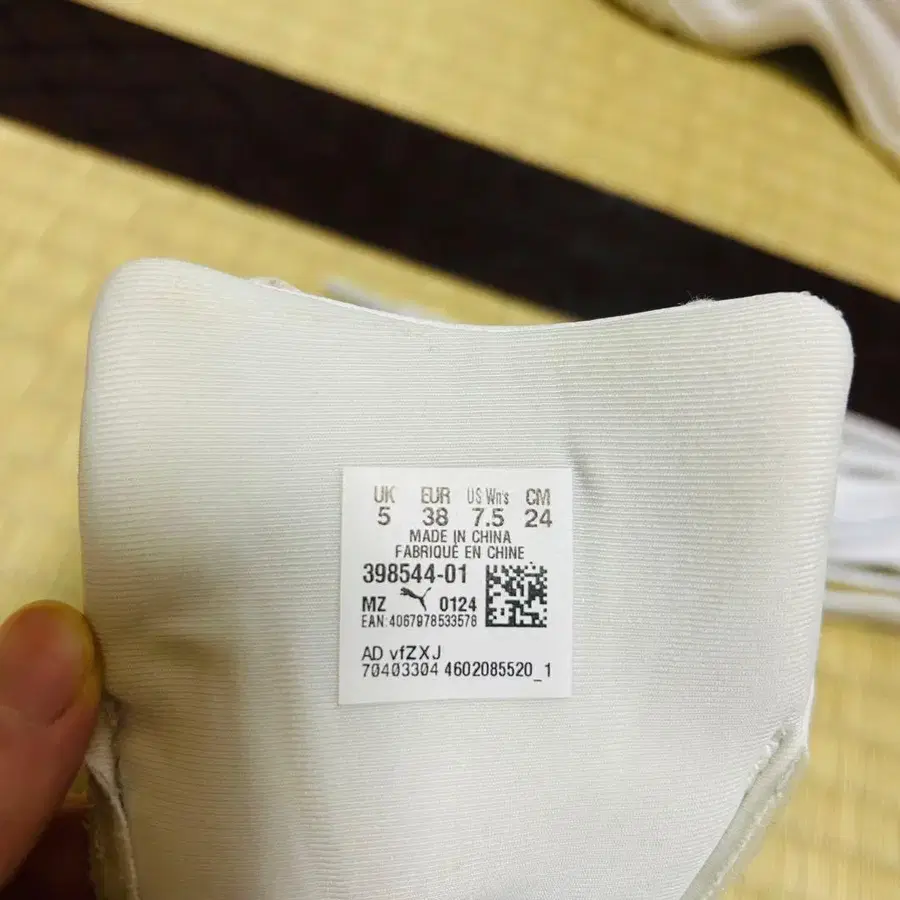 UK EUR US Wn's CM
5 38 7.5 24
MADE IN CHINA
FABRIQUÉ EN CHINE
398544-01
MZ 0124
EAN:4067978533578
AD vfZXJ
70403304 4602085520_1